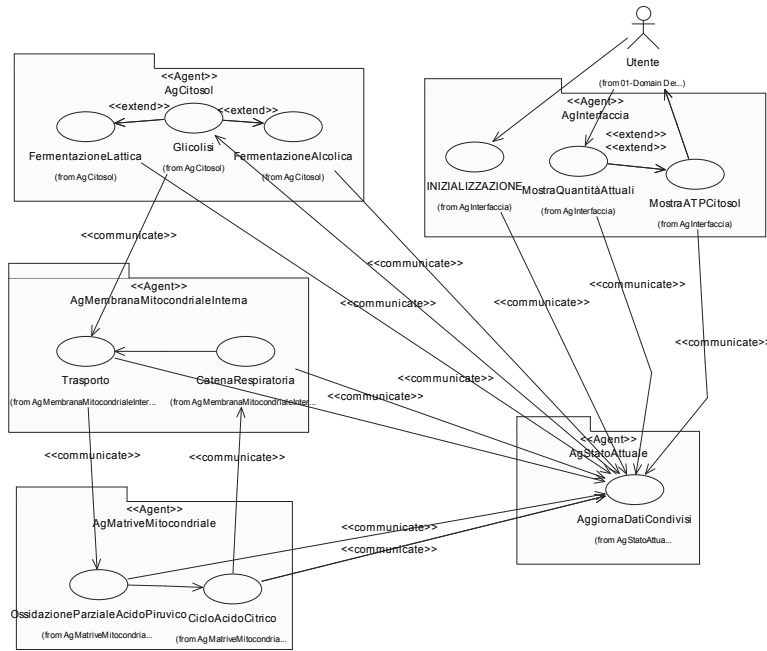 Utente
(from 01-Domain De...)
<<Agent>>
AgCitosol
<<extend>>
<<extend>>
Glicolisi
(from AgCitosol)
FermentazioneLattica
(from AgCitosol)
FermentazioneAlcolica
(from AgCitosol)
<<Agent>>
AgInterfaccia
<<extend>>
<<extend>>
INIZIALIZZAZIONE
(from AgInterfaccia)
MostraQuantitàAttuali
(from AgInterfaccia)
MostraATPCitosol
(from AgInterfaccia)
<<communicate>>
<<communicate>>
<<communicate>>
<<communicate>>
<<communicate>>
<<communicate>>
<<Agent>>
AgMembranaMitocondrialeInterna
Trasporto
(from AgMembranaMitocondrialeInter...
CatenaRespiratoria
(from AgMembranaMitocondrialeInter...
<<communicate>>
<<communicate>>
<<communicate>>
<<communicate>>
<<Agent>>
AgStatoAttuale
AggiornaDatiCondivisi
(from AgStatoAttua...
<<Agent>>
AgMatriveMitocondriale
<<communicate>>
<<communicate>>
OssidazioneParzialeAcidoPiruvico
(from AgMatriveMitocondria...
CicloAcidoCitrico
(from AgMatriveMitocondria...